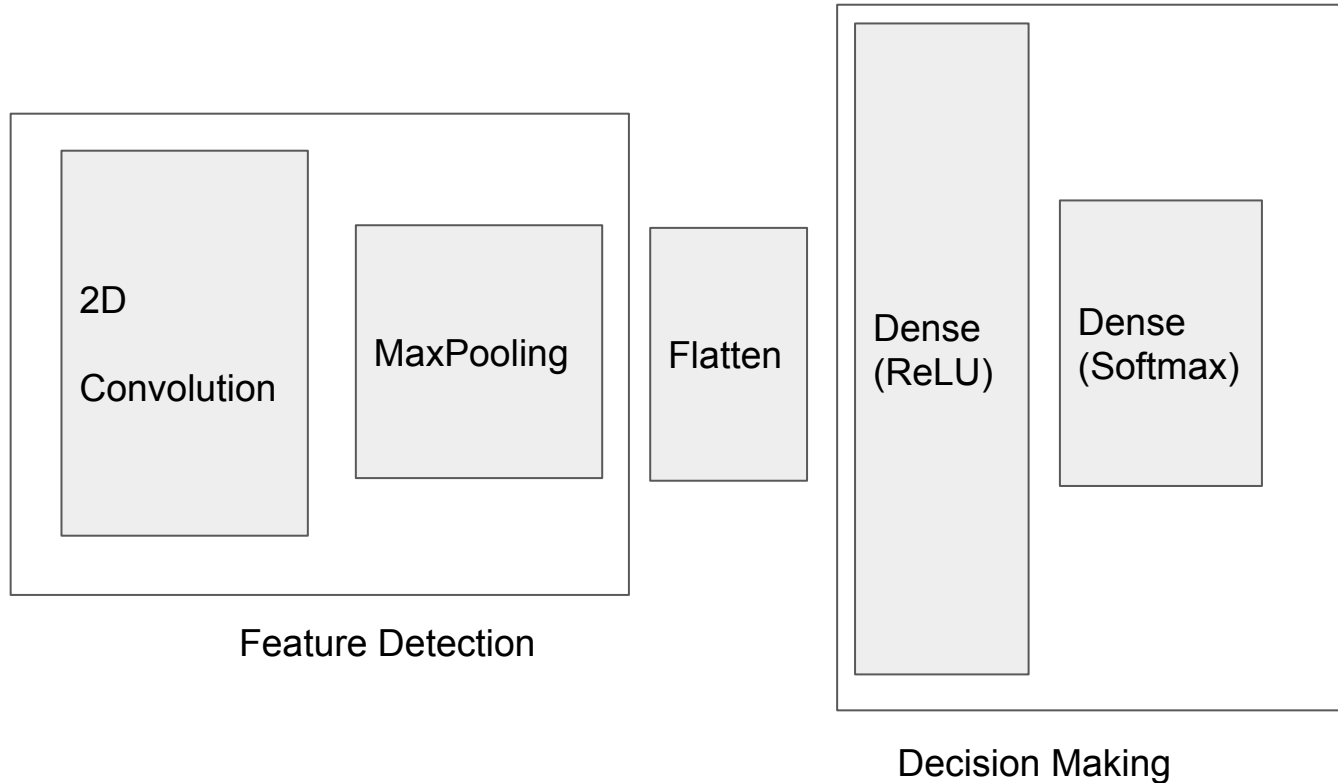 2D
Convolution
MaxPooling
Flatten
Dense
(ReLU)
Dense
(Softmax)
Feature Detection
Decision Making